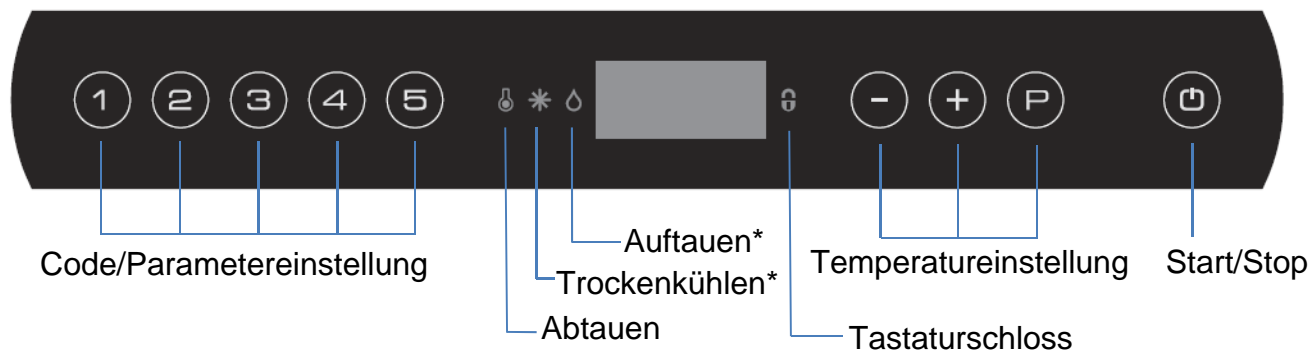 1 2 3 4 5 - + P
Auftauen*
Code/Parametereinstellung
Temperatureinstellung
Start/Stop
Trockenkühlen*
Abtauen
Tastaturschloss